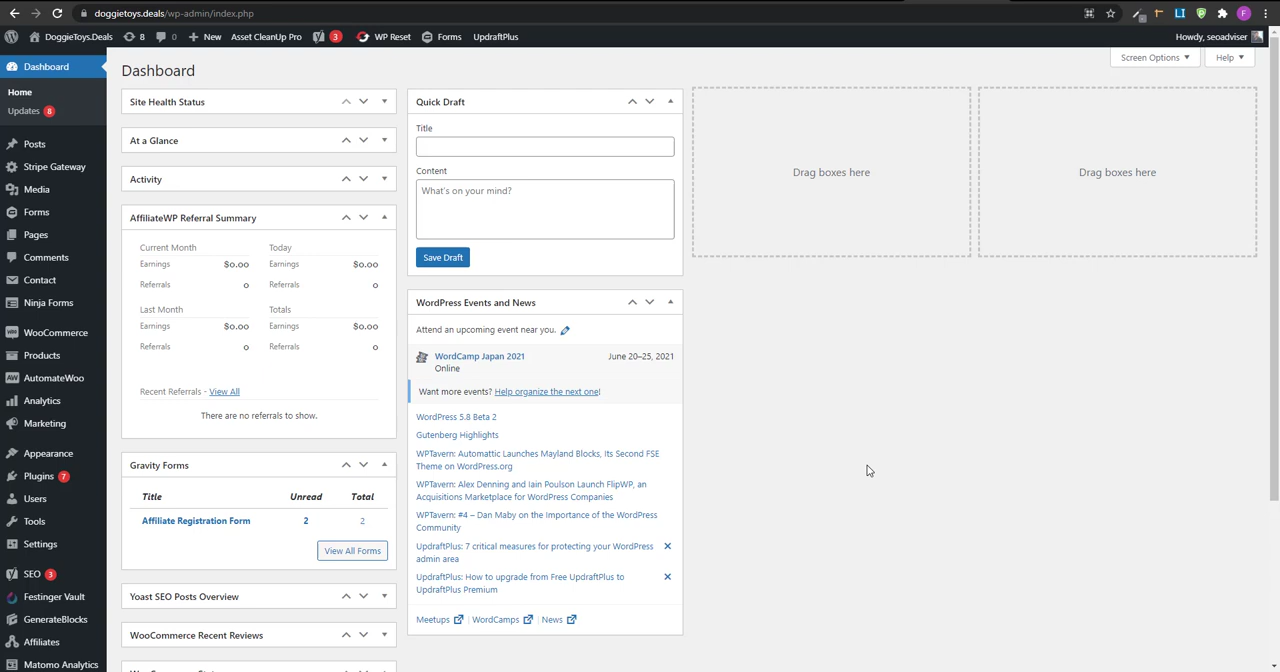 doggietoys.deals/wp-admin/index.php
DoggieToys.Deals 8 0 New Asset CleanUp Pro 3 WP Reset Forms UpdraftPlus Howdy, seoadviser
Dashboard
Home
Updates 8
Posts
Stripe Gateway
Media
Forms
Pages
Comments
Contact
Ninja Forms
WooCommerce
Products
AutomateWoo
Analytics
Marketing
Appearance
Plugins 7
Users
Tools
Settings
SEO 3
Festinger Vault
GenerateBlocks
Affiliates
Matomo Analytics
Dashboard
Screen Options Help
Site Health Status
At a Glance
Activity
AffiliateWP Referral Summary
Current Month Today
Earnings $0.00 Earnings $0.00
Referrals 0 Referrals 0
Last Month Totals
Earnings $0.00 Earnings $0.00
Referrals 0 Referrals 0
Recent Referrals - View All
There are no referrals to show.
Gravity Forms
Title Unread Total
Affiliate Registration Form 2 2
View All Forms
Yoast SEO Posts Overview
WooCommerce Recent Reviews
Quick Draft
Title
Content
What's on your mind?
Save Draft
WordPress Events and News
Attend an upcoming event near you.
WordCamp Japan 2021 June 20–25, 2021
Online
Want more events? Help organize the next one!
WordPress 5.8 Beta 2
Gutenberg Highlights
WPTavern: Automattic Launches Mayland Blocks, Its Second FSE
Theme on WordPress.org
WPTavern: Alex Denning and Iain Poulson Launch FlipWP, an
Acquisitions Marketplace for WordPress Companies
WPTavern: #4 – Dan Maby on the Importance of the WordPress
Community
UpdraftPlus: 7 critical measures for protecting your WordPress
admin area
UpdraftPlus: How to upgrade from Free UpdraftPlus to
UpdraftPlus Premium
Meetups WordCamps News
Drag boxes here
Drag boxes here